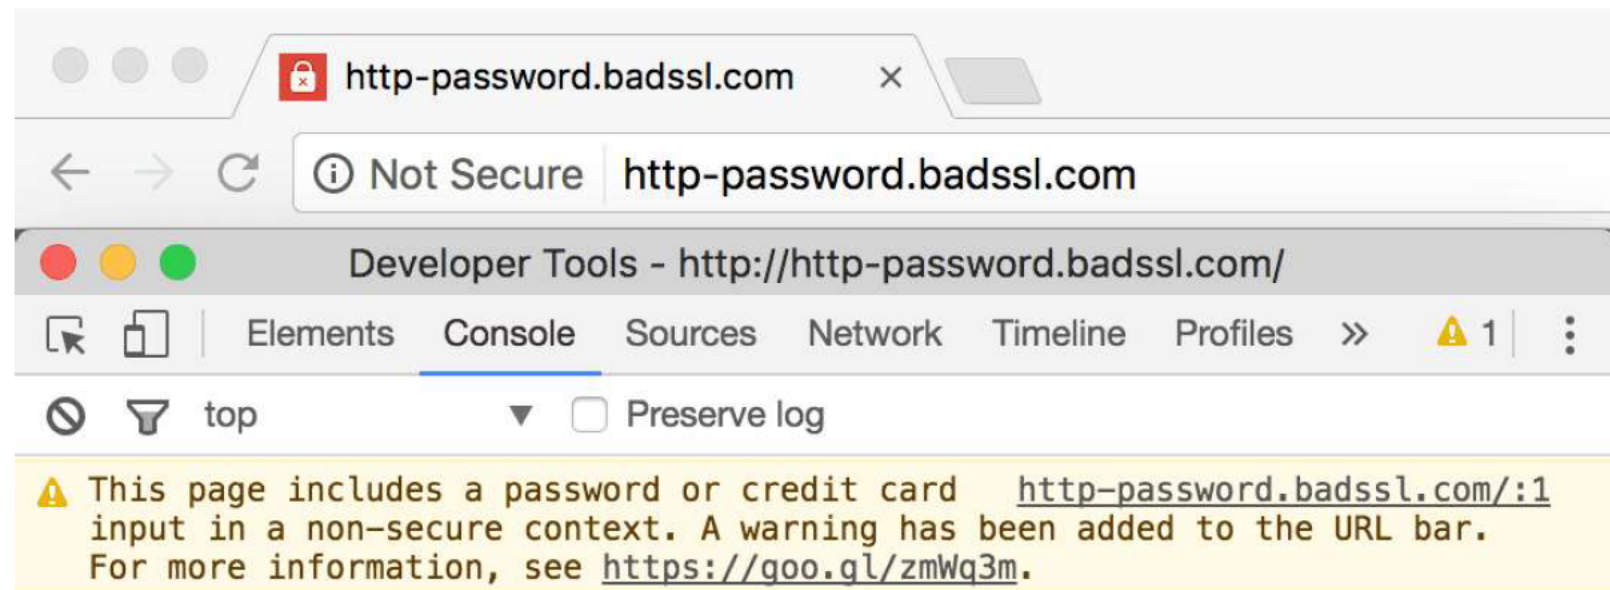 http-password.badssl.com
Not Secure http-password.badssl.com
Developer Tools - http://http-password.badssl.com/
Elements Console Sources Network Timeline Profiles » 1
top Preserve log
This page includes a password or credit card http-password.badssl.com/:1
input in a non-secure context. A warning has been added to the URL bar.
For more information, see https://goo.gl/zmWq3m.